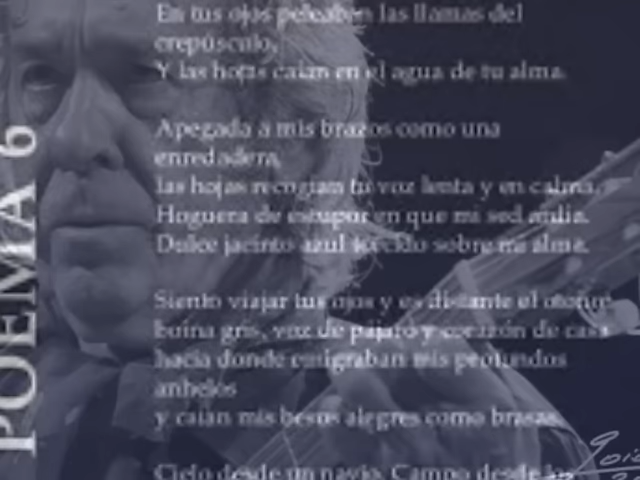 En tus ojos peleaban las llamas del
crepúsculo,
Y las hojas caían en el agua de tu alma.
Apegada a mis brazos como una
enredadera,
las hojas recogían tu voz lenta y en calma.
Hoguera de estupor en que mi sed ardía.
Dulce jacinto azul torcido sobre mi alma.
Siento viajar tus ojos y es distante el otoño:
boina gris, voz de pájaro y corazón de casa
hacia donde emigraban mis profundos
anhelos
y caían mis besos alegres como brasas.
Cielo desde un navío. Campo desde los
POEMA 6